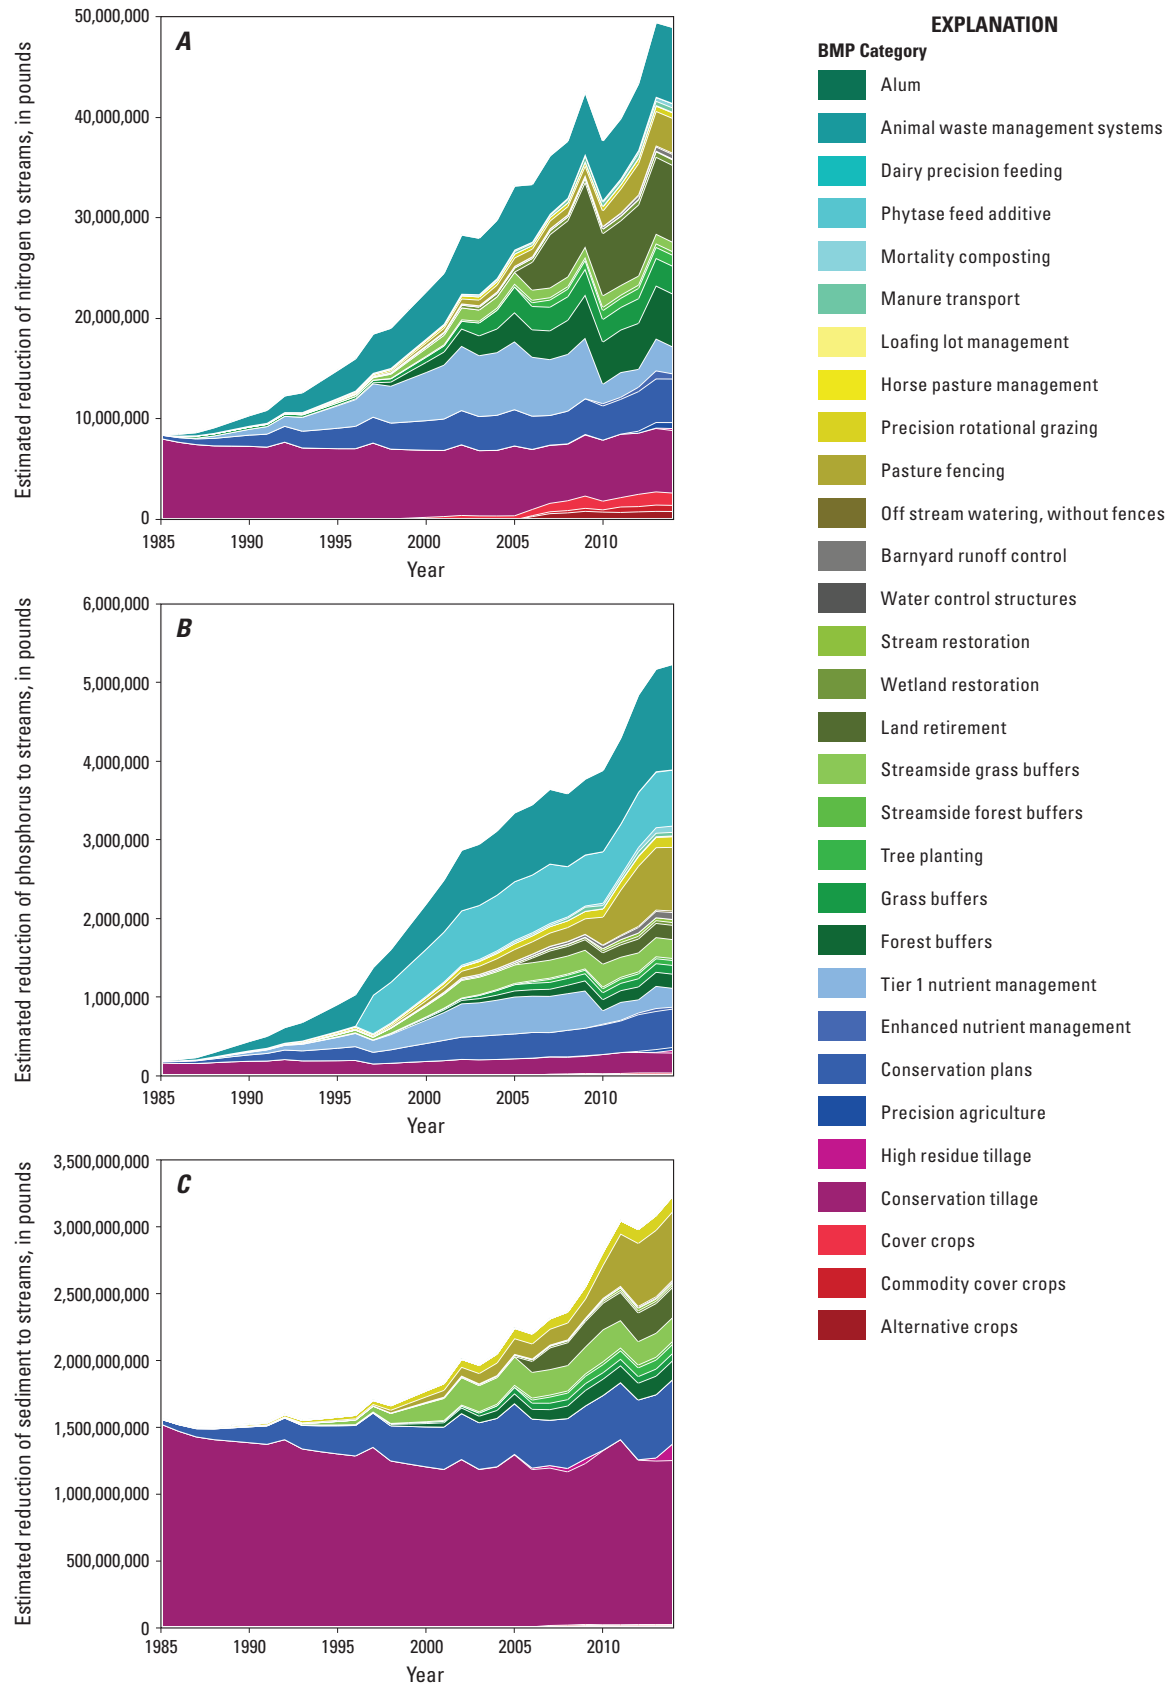 A
Estimated reduction of nitrogen to streams, in pounds
50,000,000
40,000,000
30,000,000
20,000,000
10,000,000
0
1985 1990 1995 2000 2005 2010
Year
B
Estimated reduction of phosphorus to streams, in pounds
6,000,000
5,000,000
4,000,000
3,000,000
2,000,000
1,000,000
0
1985 1990 1995 2000 2005 2010
Year
C
Estimated reduction of sediment to streams, in pounds
3,500,000,000
3,000,000,000
2,500,000,000
2,000,000,000
1,500,000,000
1,000,000,000
500,000,000
0
1985 1990 1995 2000 2005 2010
Year
EXPLANATION
BMP Category
Alum
Animal waste management systems
Dairy precision feeding
Phytase feed additive
Mortality composting
Manure transport
Loafing lot management
Horse pasture management
Precision rotational grazing
Pasture fencing
Off stream watering, without fences
Barnyard runoff control
Water control structures
Stream restoration
Wetland restoration
Land retirement
Streamside grass buffers
Streamside forest buffers
Tree planting
Grass buffers
Forest buffers
Tier 1 nutrient management
Enhanced nutrient management
Conservation plans
Precision agriculture
High residue tillage
Conservation tillage
Cover crops
Commodity cover crops
Alternative crops